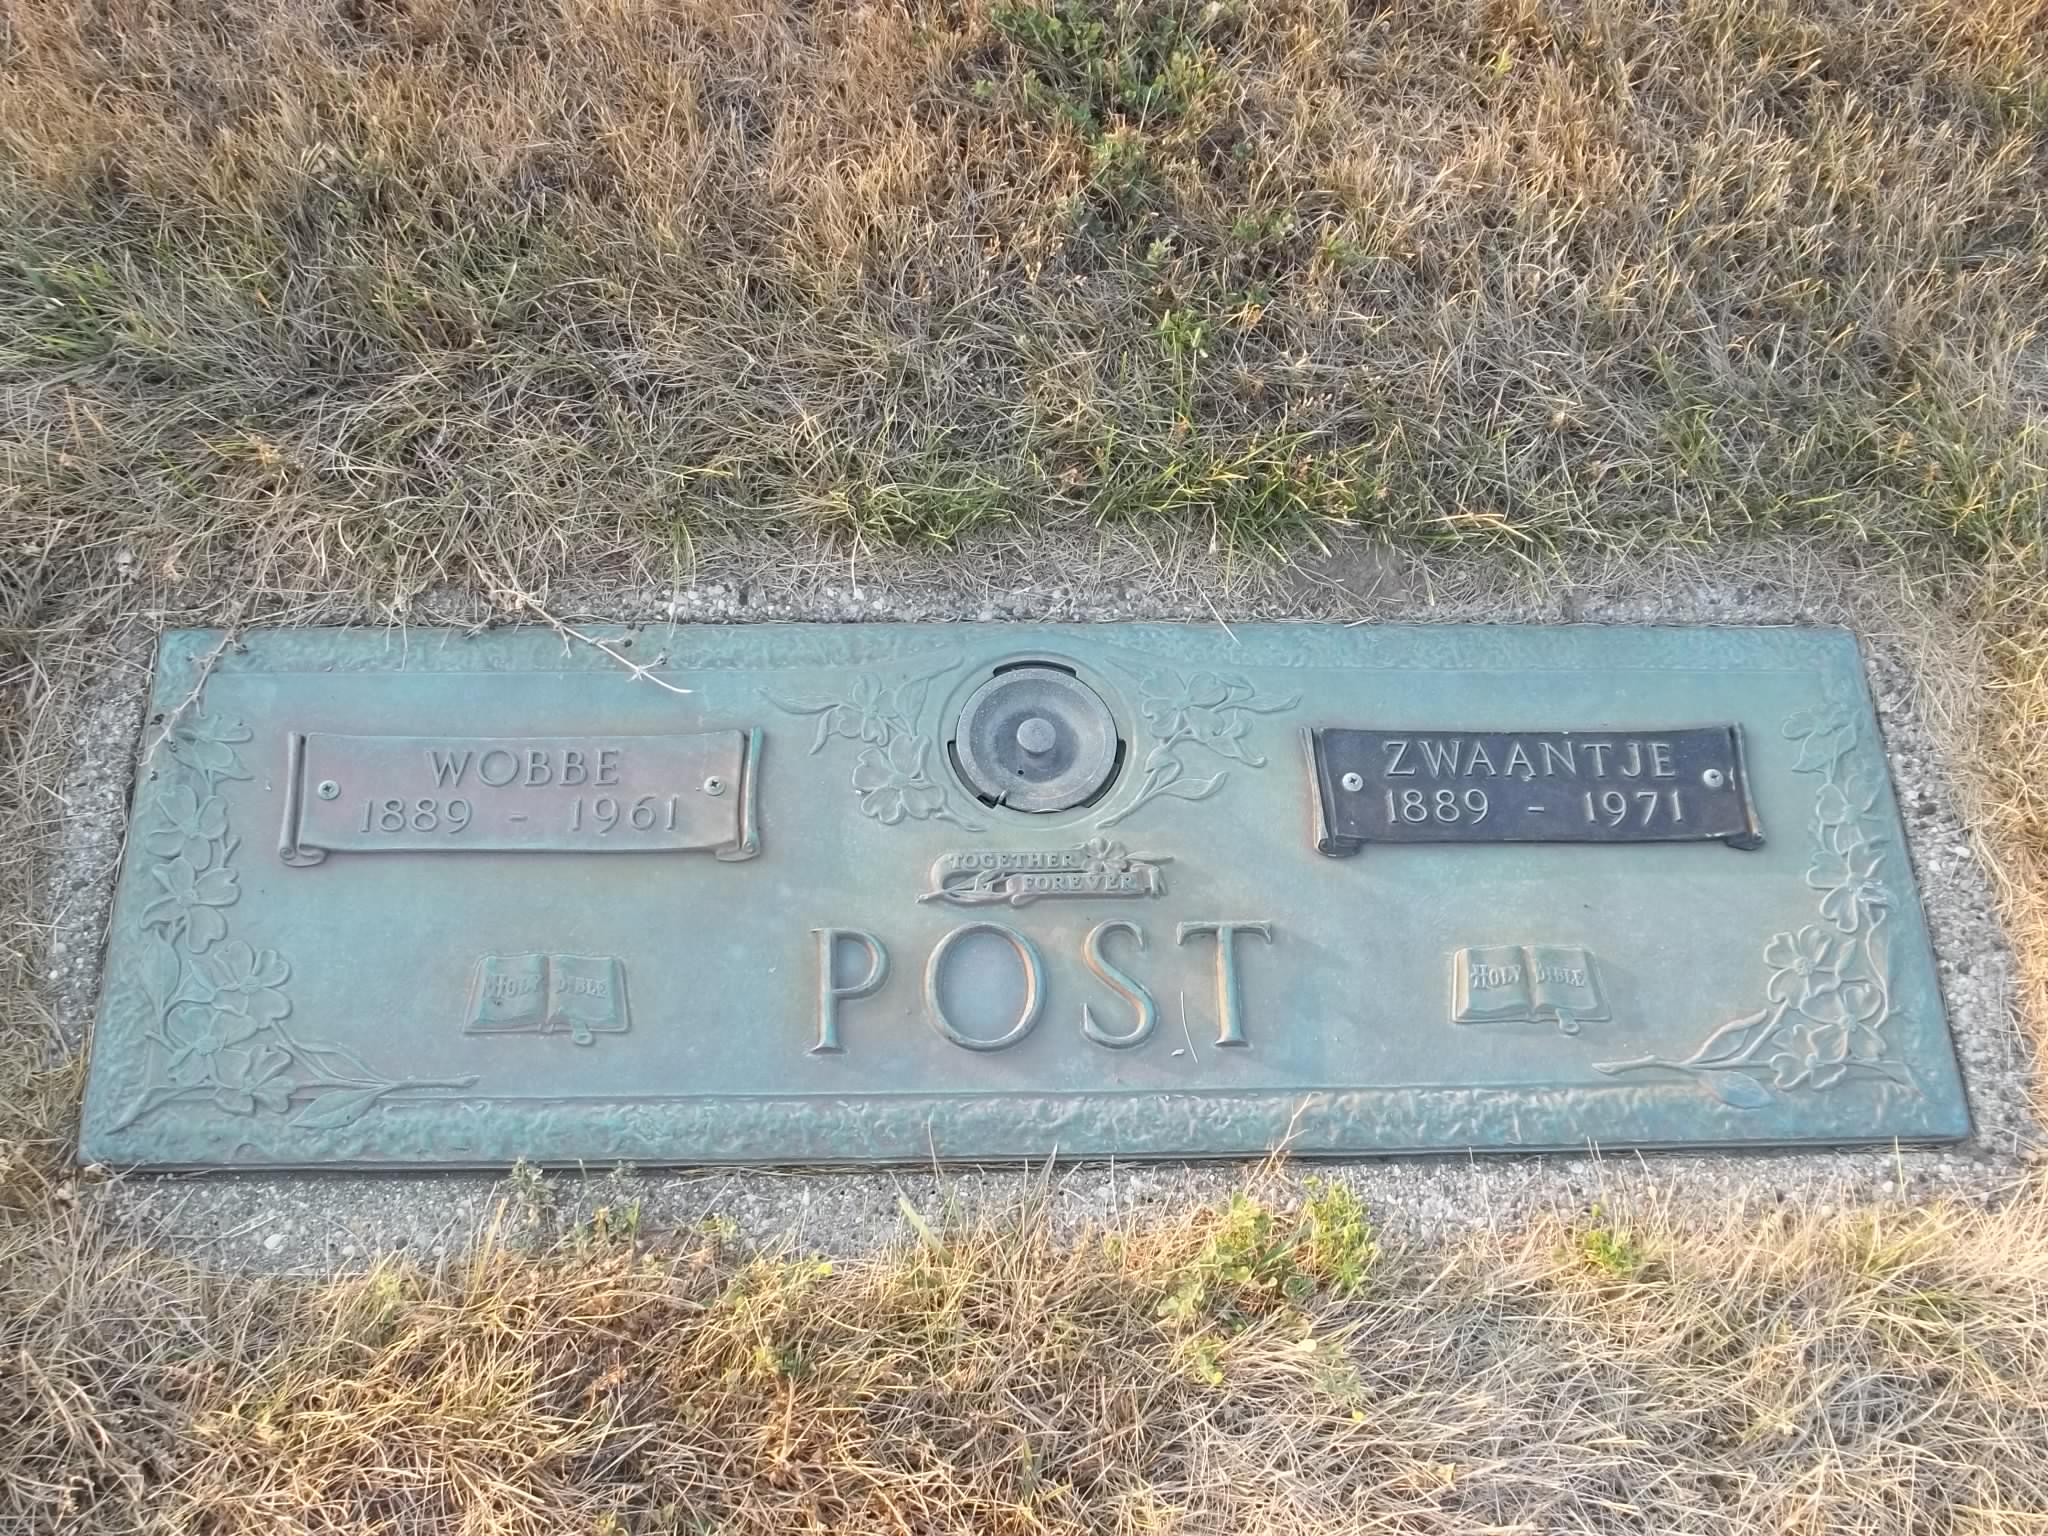 WOBBE
1889 - 1961
ZWAANTJE
1889 - 1971
TOGETHER
FOREVER
POST
HOLY BIBLE
HOLY BIBLE